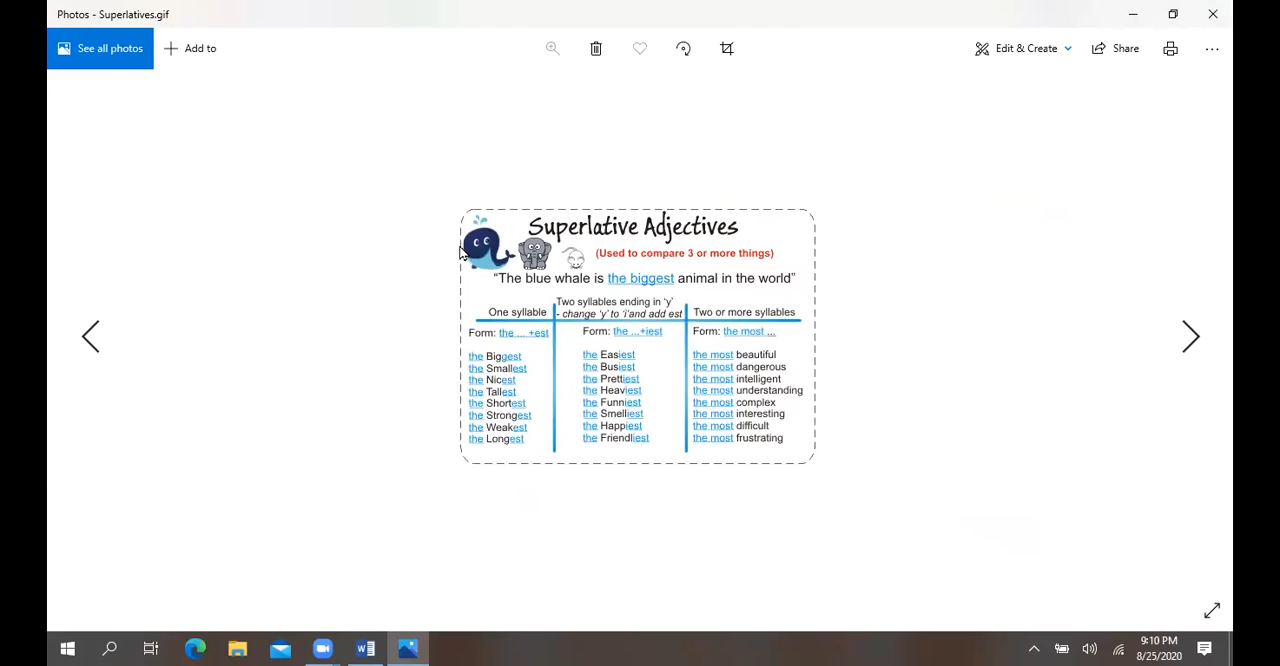 Photos - Superlatives.gif
See all photos
Add to
Edit & Create
Share
Superlative Adjectives
(Used to compare 3 or more things)
“The blue whale is the biggest animal in the world”
One syllable
Two syllables ending in ‘y’
- change ‘y’ to ‘i’and add est
Two or more syllables
Form: the ... +est
the Biggest
the Smallest
the Nicest
the Tallest
the Shortest
the Strongest
the Weakest
the Longest
Form: the ...+iest
the Easiest
the Busiest
the Prettiest
the Heaviest
the Funniest
the Smelliest
the Happiest
the Friendliest
Form: the most ...
the most beautiful
the most dangerous
the most intelligent
the most understanding
the most complex
the most interesting
the most difficult
the most frustrating
9:10 PM
8/25/2020